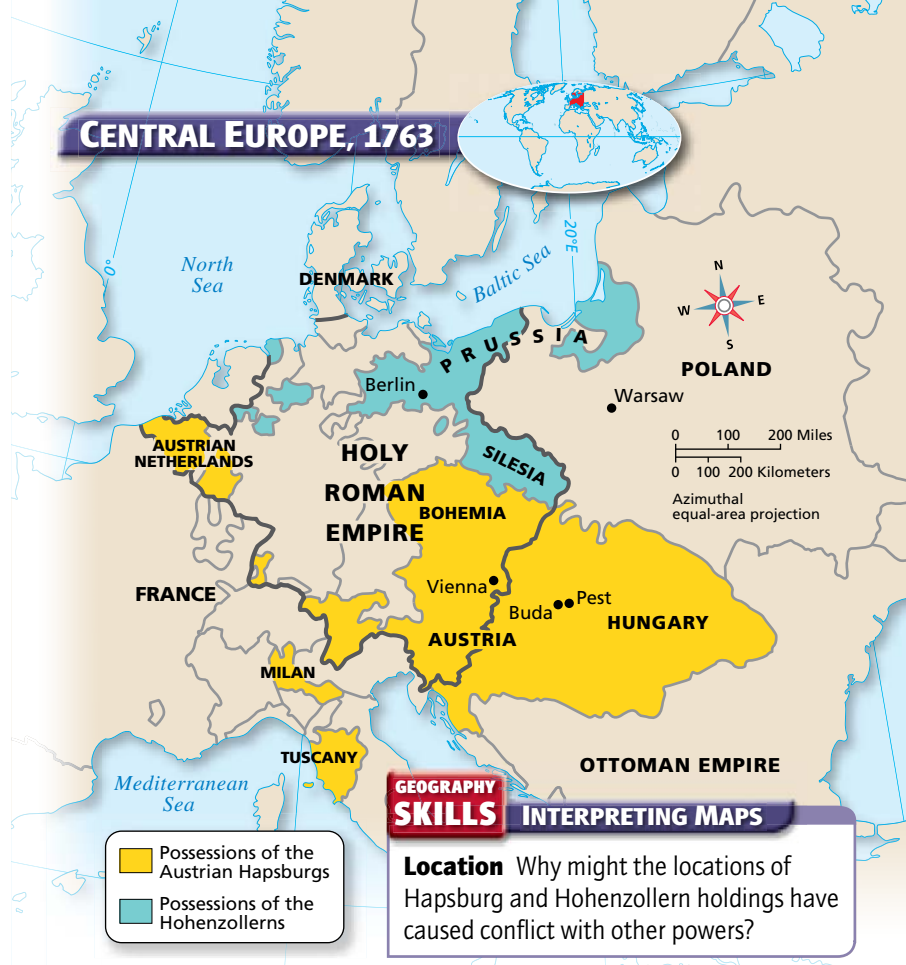 CENTRAL EUROPE, 1763
North
Sea
DENMARK
Baltic Sea
20°E
0°
N
W
E
S
PRUSSIA
POLAND
Berlin
Warsaw
0 100 200 Miles
0 100 200 Kilometers
Azimuthal
equal-area projection
AUSTRIAN
NETHERLANDS
HOLY
ROMAN
EMPIRE
SILESIA
BOHEMIA
FRANCE
Vienna
Buda
Pest
HUNGARY
AUSTRIA
MILAN
TUSCANY
OTTOMAN EMPIRE
Mediterranean
Sea
Possessions of the
Austrian Hapsburgs
Possessions of the
Hohenzollerns
GEOGRAPHY
SKILLS
INTERPRETING MAPS
Location Why might the locations of
Hapsburg and Hohenzollern holdings have
caused conflict with other powers?